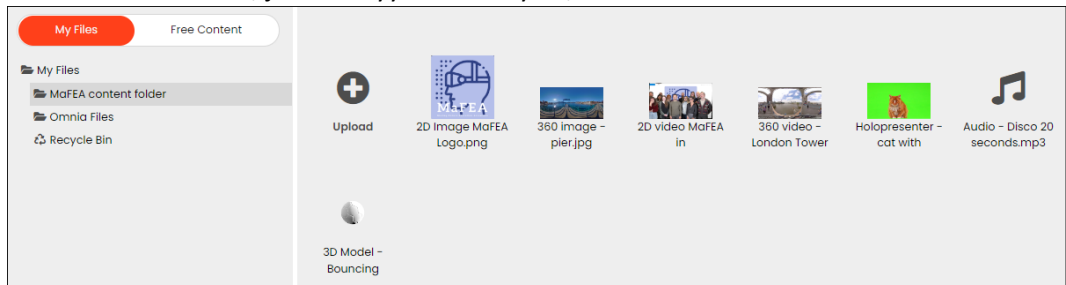 My Files
Free Content
My Files
MaFEA content folder
Omnia Files
Recycle Bin
Upload
MaFEA
2D Image MaFEA
Logo.png
360 image -
pier.jpg
2D video MaFEA
in
360 video -
London Tower
Holopresenter -
cat with
Audio - Disco 20
seconds.mp3
3D Model -
Bouncing